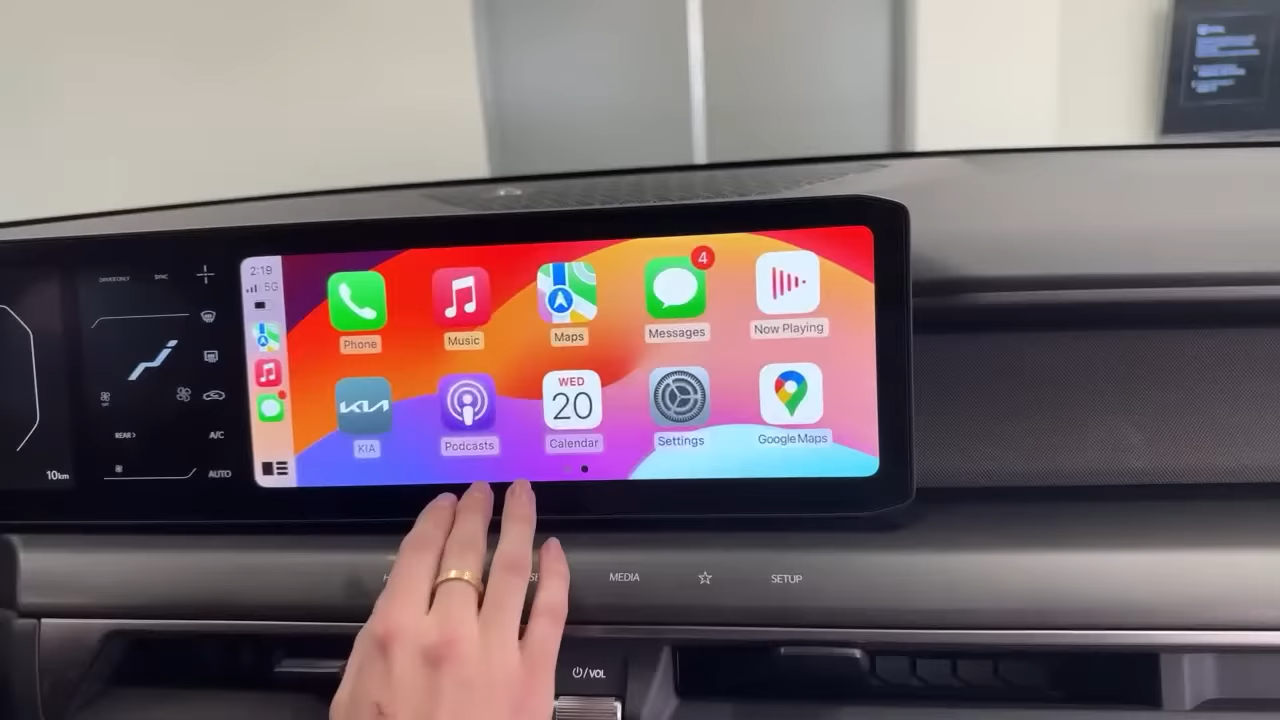 DRIVER ONLY
SYNC
REAR >
A/C
AUTO
10km
2:19
5G
Phone
Music
Maps
4
Messages
Now Playing
KIA
KIA
Podcasts
WED
20
Calendar
Settings
Google Maps
MEDIA
SETUP
/VOL